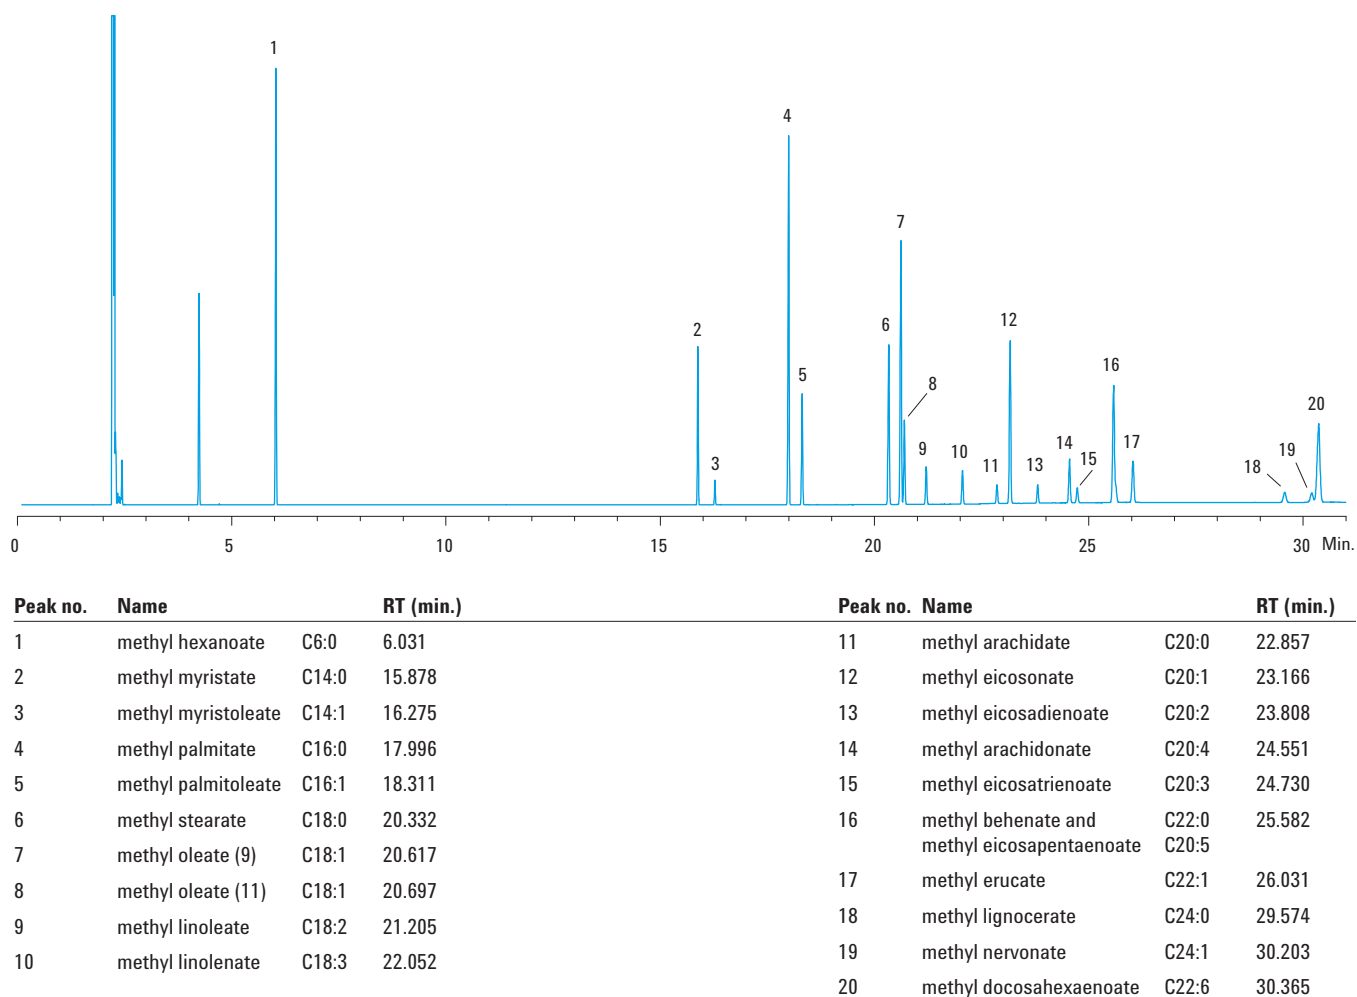 1
4
7
2
6
12
5
8
16
20
3
9
10
11
13
14
15
17
18
19
0 5 10 15 20 25 30 Min.
Peak no. Name RT (min.)
1 methyl hexanoate C6:0 6.031
2 methyl myristate C14:0 15.878
3 methyl myristoleate C14:1 16.275
4 methyl palmitate C16:0 17.996
5 methyl palmitoleate C16:1 18.311
6 methyl stearate C18:0 20.332
7 methyl oleate (9) C18:1 20.617
8 methyl oleate (11) C18:1 20.697
9 methyl linoleate C18:2 21.205
10 methyl linolenate C18:3 22.052
Peak no. Name RT (min.)
11 methyl arachidate C20:0 22.857
12 methyl eicosonate C20:1 23.166
13 methyl eicosadienoate C20:2 23.808
14 methyl arachidonate C20:4 24.551
15 methyl eicosatrienoate C20:3 24.730
16 methyl behenate and C22:0 25.582
methyl eicosapentaenoate C20:5
17 methyl erucate C22:1 26.031
18 methyl lignocerate C24:0 29.574
19 methyl nervonate C24:1 30.203
20 methyl docosahexaenoate C22:6 30.365